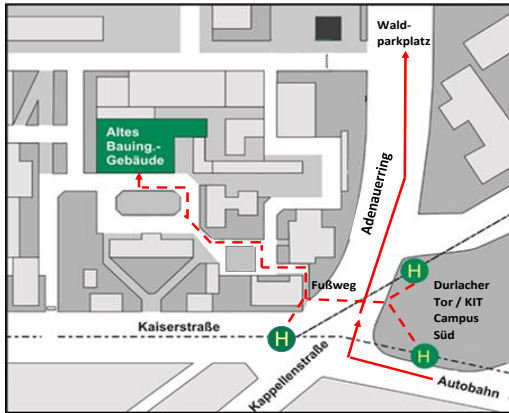 Wald-
parkplatz
Altes
Bauing.-
Gebäude
Adenauerring
H
Fußweg
Durlacher
Tor / KIT
Campus
Süd
Kaiserstraße
H
H
Kappellenstraße
Autobahn